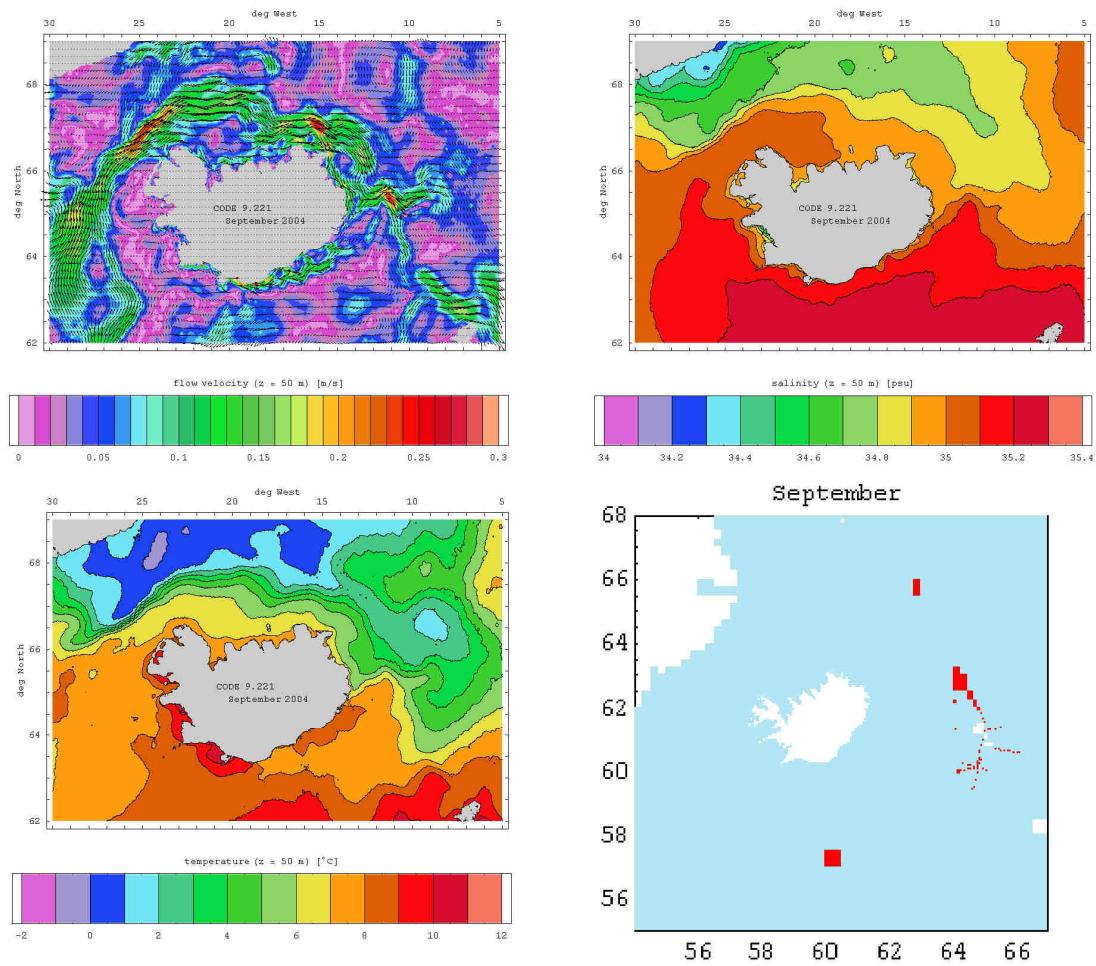 deg West
30 25 20 15 10 5
68
66
64
62
deg North
CODE 9.221
September 2004
flow velocity (z = 50 m) [m/s]
0 0.05 0.1 0.15 0.2 0.25 0.3
deg West
30 25 20 15 10 5
68
66
64
62
deg North
CODE 9.221
September 2004
salinity (z = 50 m) [psu]
34 34.2 34.4 34.6 34.8 35 35.2 35.4
deg West
30 25 20 15 10 5
68
66
64
62
deg North
CODE 9.221
September 2004
temperature (z = 50 m) [°C]
-2 0 2 4 6 8 10 12
September
68
66
64
62
60
58
56
56 58 60 62 64 66